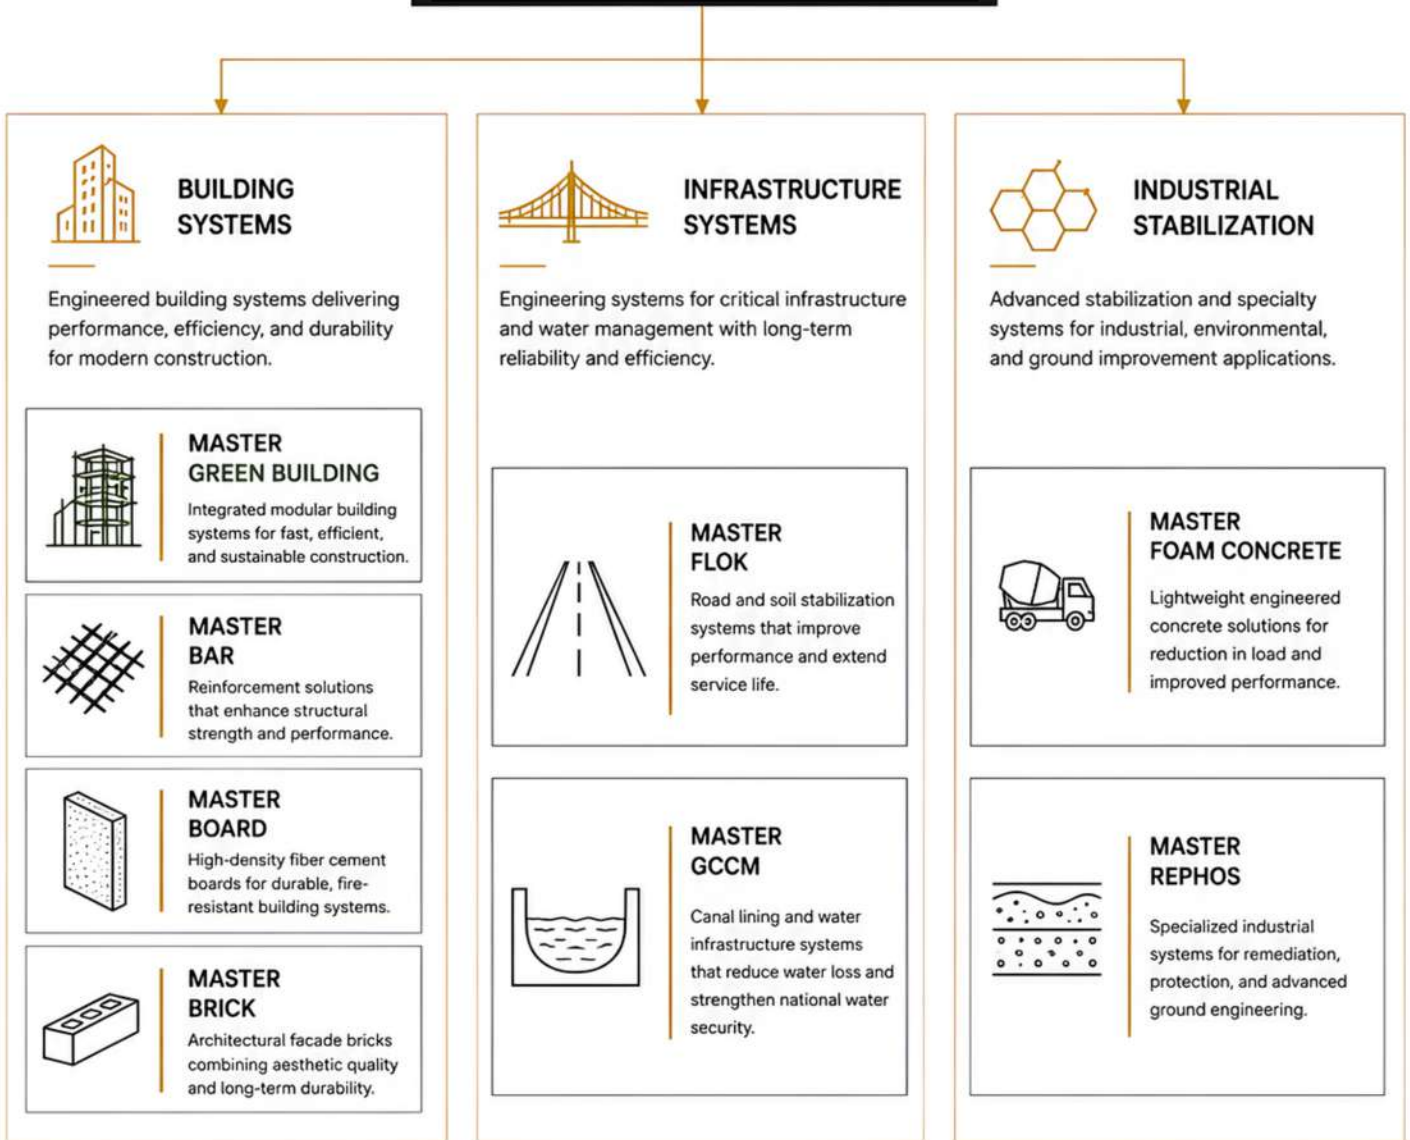 BUILDING
SYSTEMS
Engineered building systems delivering
performance, efficiency, and durability
for modern construction.
MASTER
GREEN BUILDING
Integrated modular building
systems for fast, efficient,
and sustainable construction.
MASTER
BAR
Reinforcement solutions
that enhance structural
strength and performance.
MASTER
BOARD
High-density fiber cement
boards for durable, fire-
resistant building systems.
MASTER
BRICK
Architectural facade bricks
combining aesthetic quality
and long-term durability.
INFRASTRUCTURE
SYSTEMS
Engineering systems for critical infrastructure
and water management with long-term
reliability and efficiency.
MASTER
FLOK
Road and soil stabilization
systems that improve
performance and extend
service life.
MASTER
GCCM
Canal lining and water
infrastructure systems
that reduce water loss and
strengthen national water
security.
INDUSTRIAL
STABILIZATION
Advanced stabilization and specialty
systems for industrial, environmental,
and ground improvement applications.
MASTER
FOAM CONCRETE
Lightweight engineered
concrete solutions for
reduction in load and
improved performance.
MASTER
REPHOS
Specialized industrial
systems for remediation,
protection, and advanced
ground engineering.